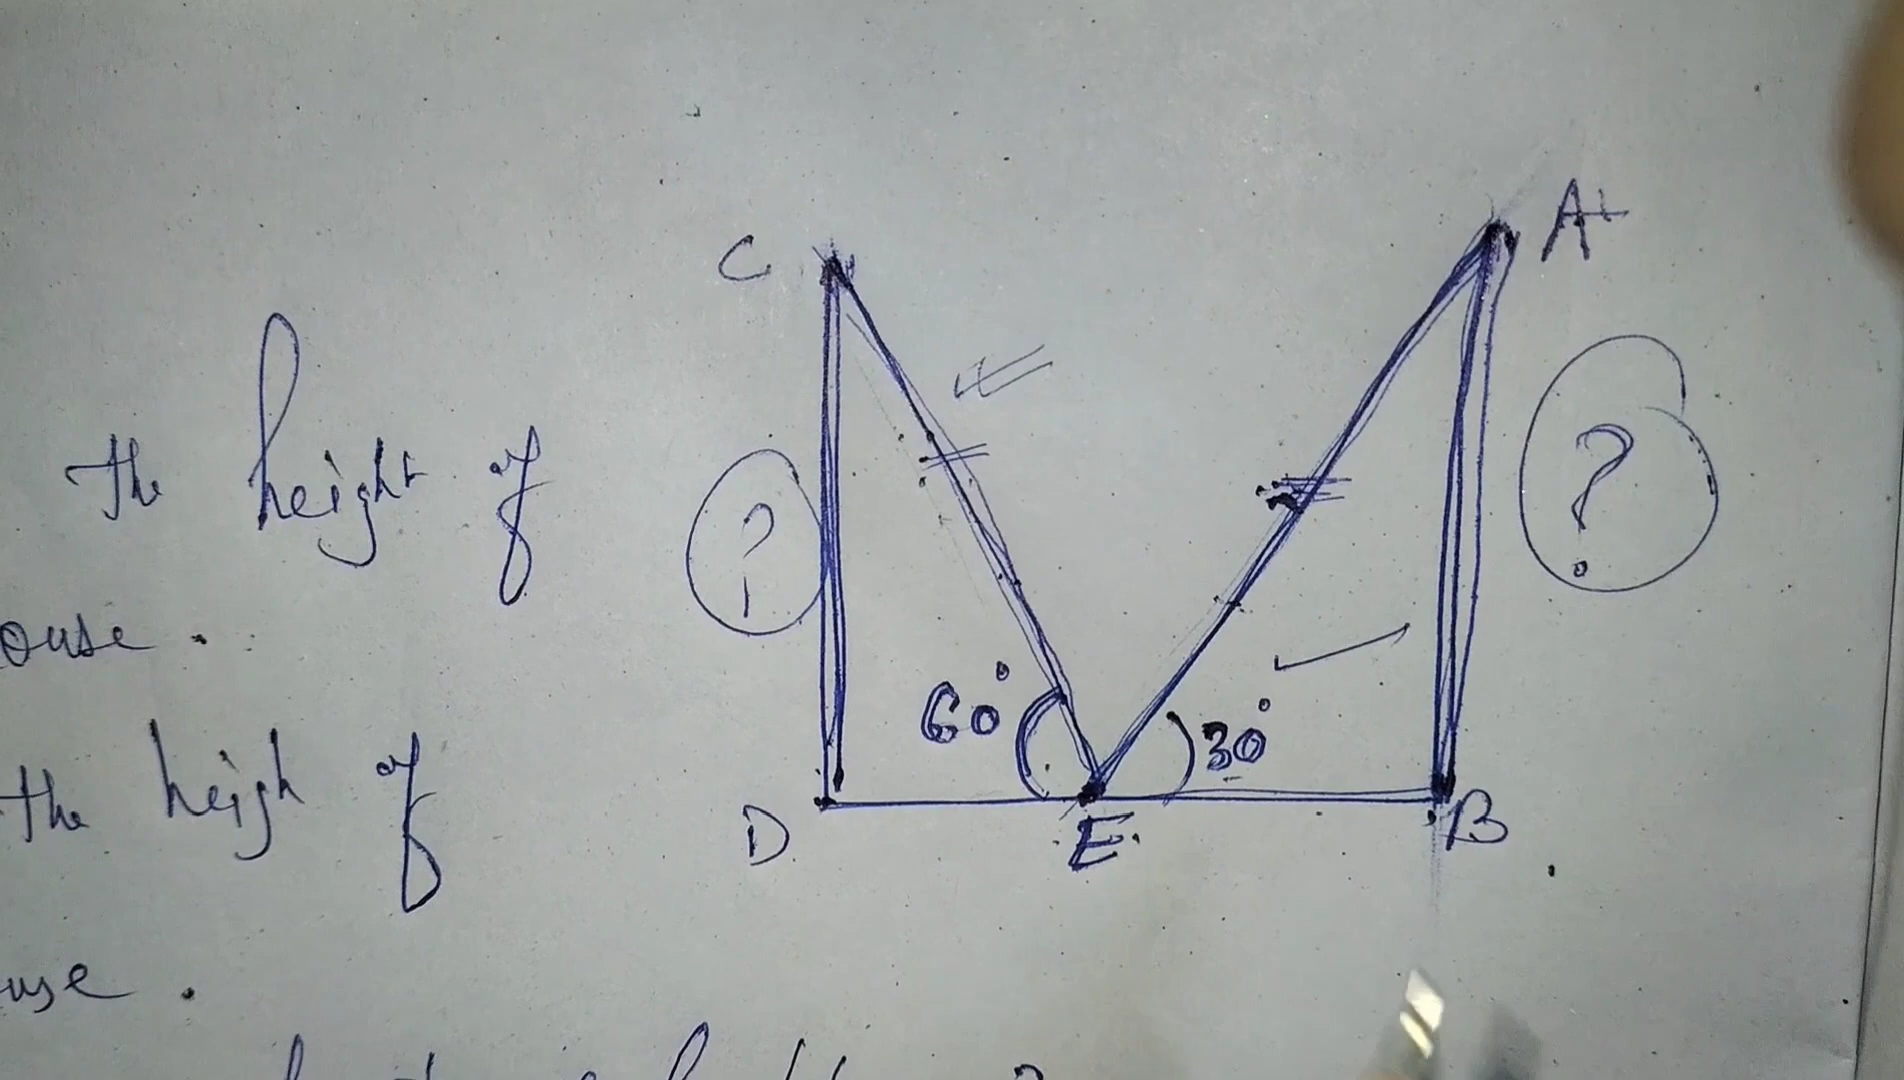 C
A
the height of
?
?
ouse.
60°
30°
the heigh of
D
E
B
use.